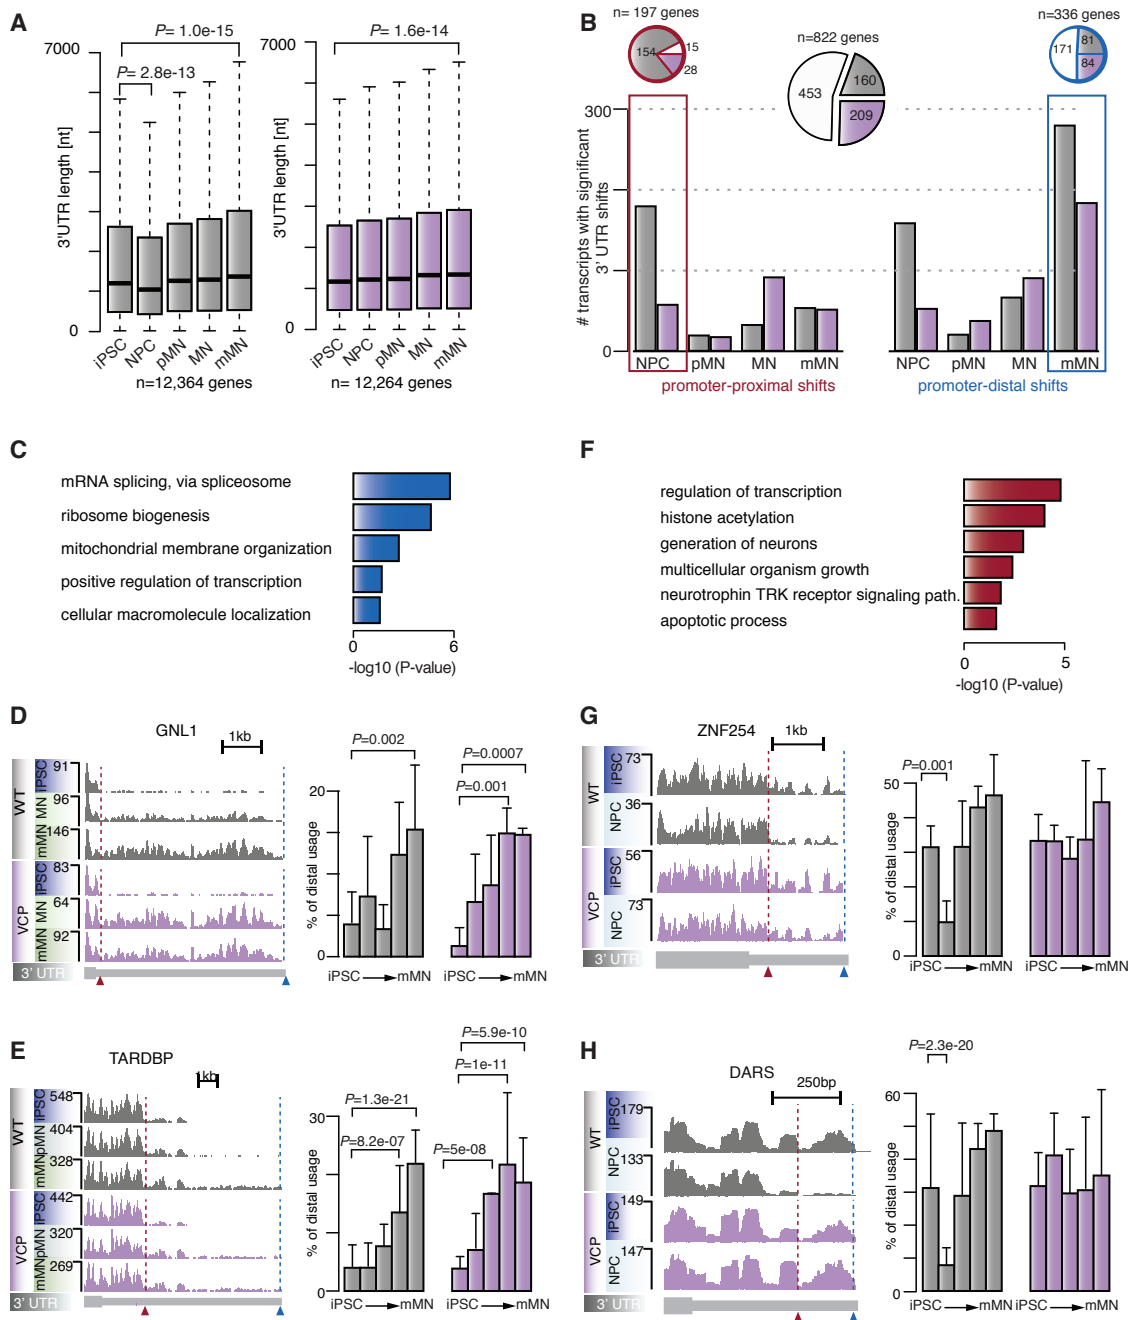 A
7000
P= 1.0e-15
P= 2.8e-13
3'UTR length [nt]
0
iPSC
NPC
pMN
MN
mMN
n=12,364 genes
7000
P= 1.6e-14
3'UTR length [nt]
0
iPSC
NPC
pMN
MN
mMN
n= 12,264 genes
B
n= 197 genes
154
15
28
n=822 genes
453
160
209
n=336 genes
171
81
84
# transcripts with significant
3' UTR shifts
300
3'
0
NPC
pMN
MN
mMN
promoter-proximal shifts
NPC
pMN
MN
mMN
promoter-distal shifts
C
mRNA splicing, via spliceosome
ribosome biogenesis
mitochondrial membrane organization
positive regulation of transcription
cellular macromolecule localization
0
6
-log10 (P-value)
F
regulation of transcription
histone acetylation
generation of neurons
multicellular organism growth
neurotrophin TRK receptor signaling path.
apoptotic process
0
5
-log10 (P-value)
D
GNL1
1kb
WT
VCP
iPSC
91
MN
96
mMN
146
iPSC
83
MN
64
mMN
92
3' UTR
% of distal usage
20
0
P=0.002
iPSC
mMN
P=0.0007
P=0.001
iPSC
mMN
G
ZNF254
1kb
WT
VCP
iPSC
73
NPC
36
iPSC
56
NPC
73
3' UTR
% of distal usage
50
0
P=0.001
iPSC
mMN
iPSC
mMN
E
TARDBP
1kb
WT
VCP
iPSC
548
pMN
404
mMN
328
iPSC
442
pMN
320
mMN
269
3' UTR
% of distal usage
30
0
P=1.3e-21
P=8.2e-07
iPSC
mMN
P=5.9e-10
P=1e-11
P=5e-08
iPSC
mMN
H
DARS
250bp
WT
VCP
iPSC
179
NPC
133
iPSC
149
NPC
147
3' UTR
% of distal usage
60
0
P=2.3e-20
iPSC
mMN
iPSC
mMN